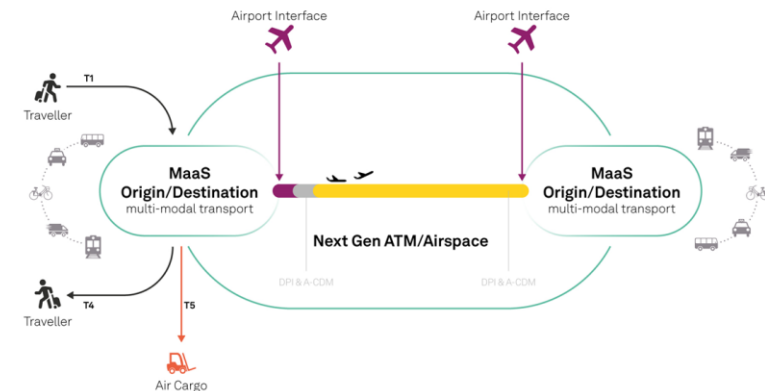 Airport Interface
Airport Interface
T1
Traveller
MaaS
Origin/Destination
multi-modal transport
MaaS
Origin/Destination
multi-modal transport
Next Gen ATM/Airspace
DPI & A-CDM
DPI & A-CDM
T4
T5
Traveller
Air Cargo